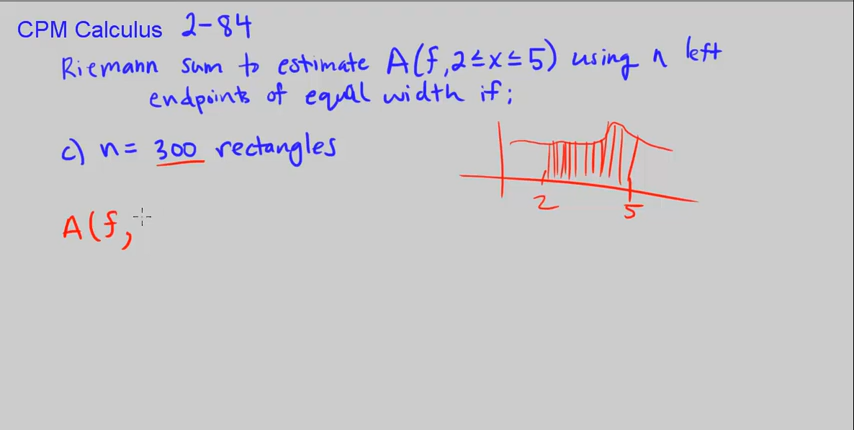 CPM Calculus 2-84
Riemann sum to estimate A(f, 2≤x≤5) using n left
endpoints of equal width if;
c) n = 300 rectangles
2
5
A(f,